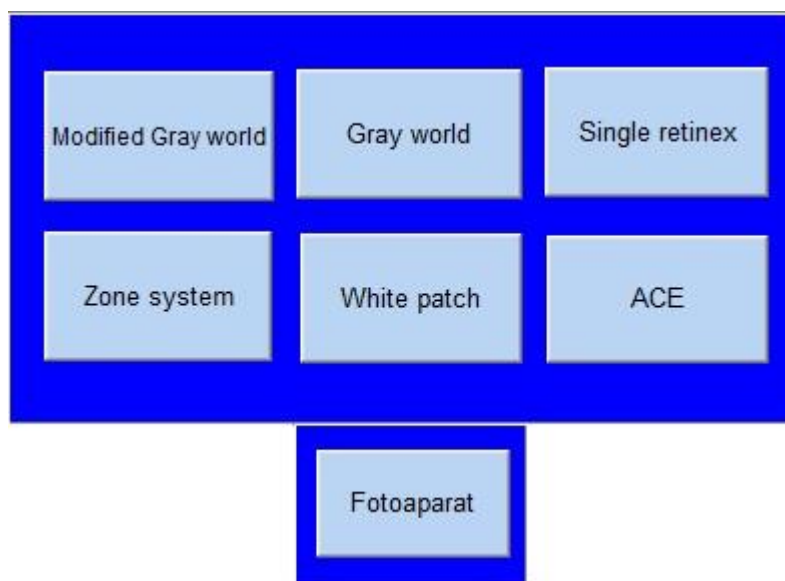 Modified Gray world
Gray world
Single retinex
Zone system
White patch
ACE
Fotoaparat